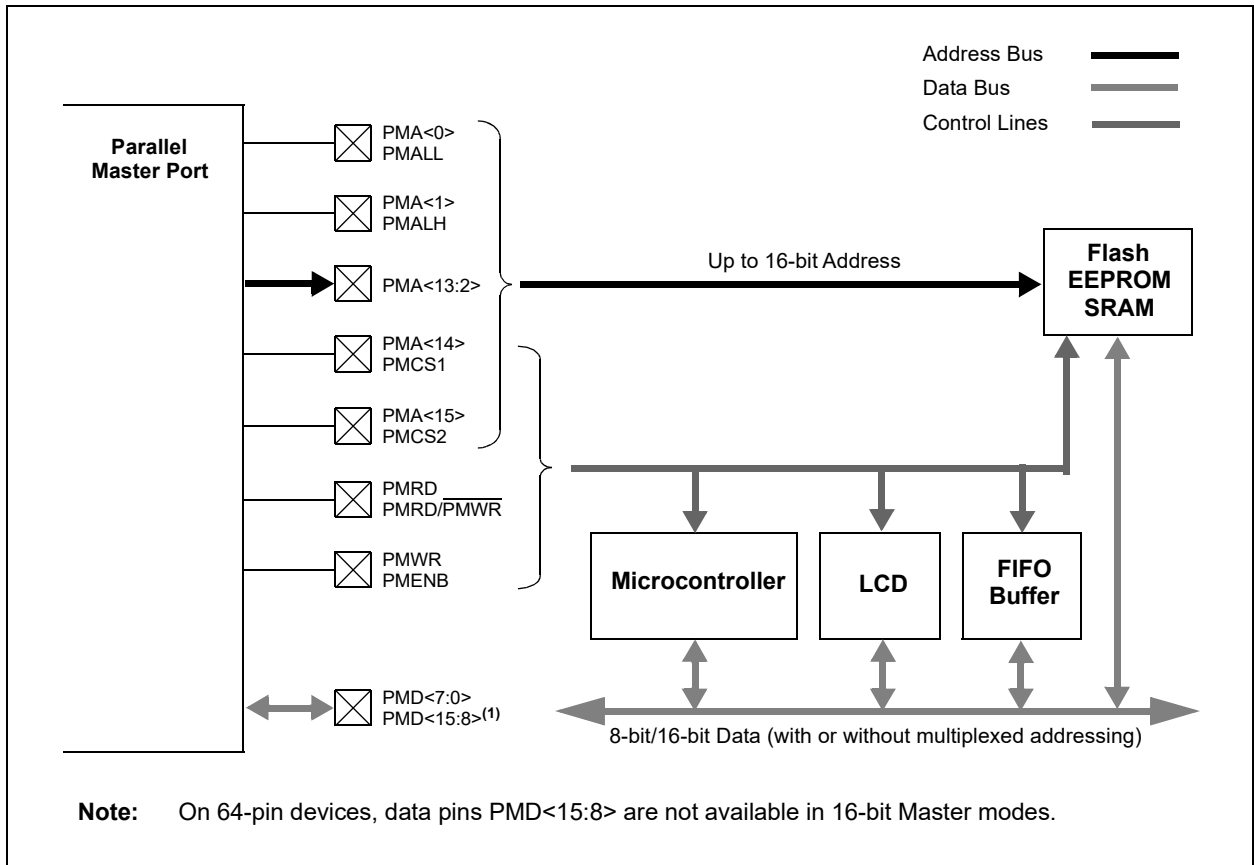 Address Bus
Data Bus
Control Lines
Parallel
Master Port
PMA<0>
PMALL
PMA<1>
PMALH
PMA<13:2>
PMA<14>
PMCS1
PMA<15>
PMCS2
PMRD
PMRD/PMWR
PMWR
PMENB
PMD<7:0>
PMD<15:8>(1)
Up to 16-bit Address
Flash
EEPROM
SRAM
Microcontroller
LCD
FIFO
Buffer
8-bit/16-bit Data (with or without multiplexed addressing)
Note: On 64-pin devices, data pins PMD<15:8> are not available in 16-bit Master modes.